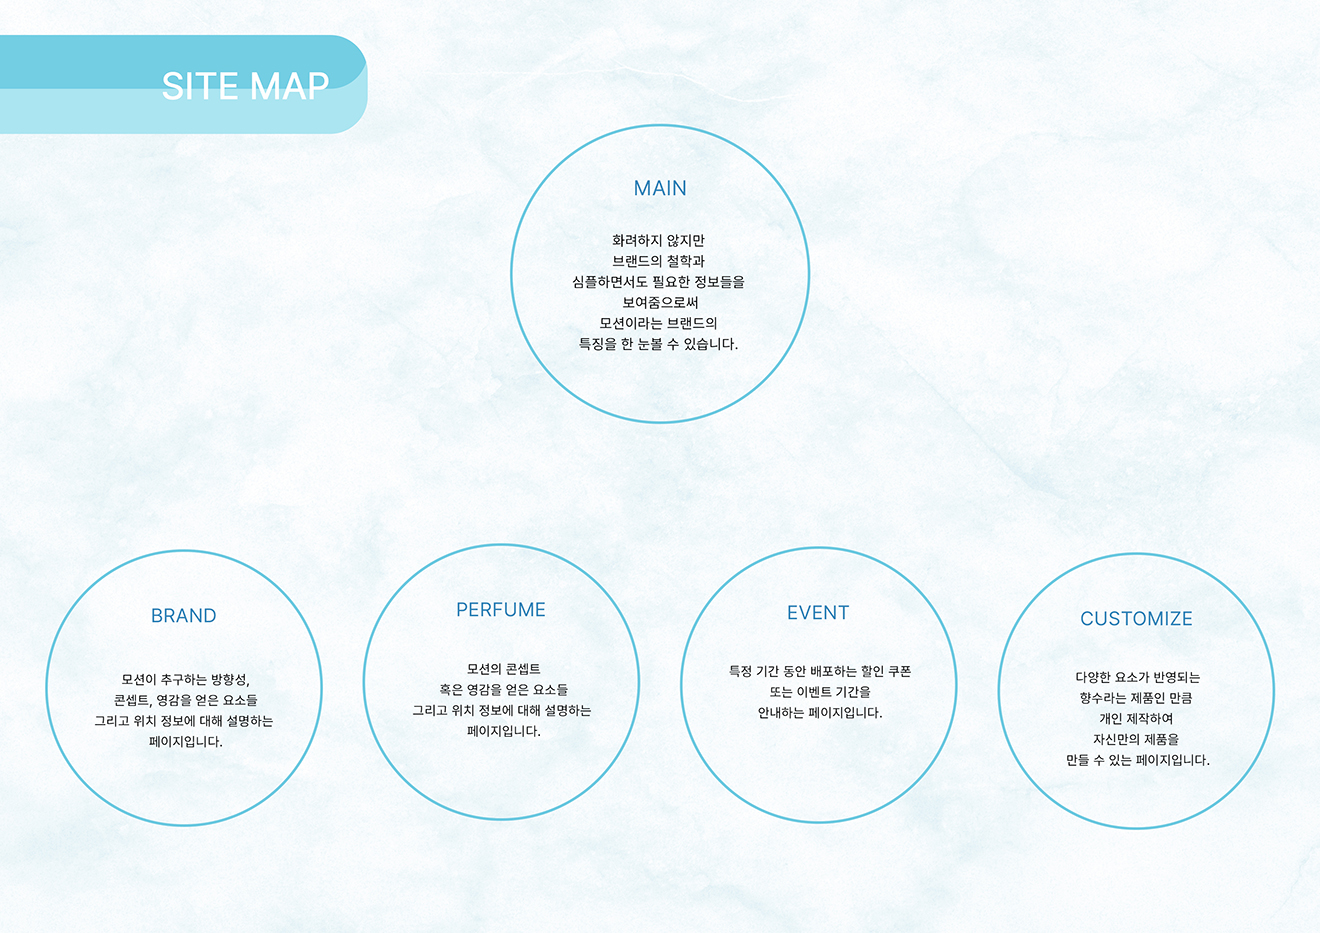 SITE MAP
MAIN
화려하지 않지만
브랜드의 철학과
심플하면서도 필요한 정보들을
보여줌으로써
모션이라는 브랜드의
특징을 한 눈볼 수 있습니다.
BRAND
모션이 추구하는 방향성,
콘셉트, 영감을 얻은 요소들
그리고 위치 정보에 대해 설명하는
페이지입니다.
PERFUME
모션의 콘셉트
혹은 영감을 얻은 요소들
그리고 위치 정보에 대해 설명하는
페이지입니다.
EVENT
특정 기간 동안 배포하는 할인 쿠폰
또는 이벤트 기간을
안내하는 페이지입니다.
CUSTOMIZE
다양한 요소가 반영되는
향수라는 제품인 만큼
개인 제작하여
자신만의 제품을
만들 수 있는 페이지입니다.